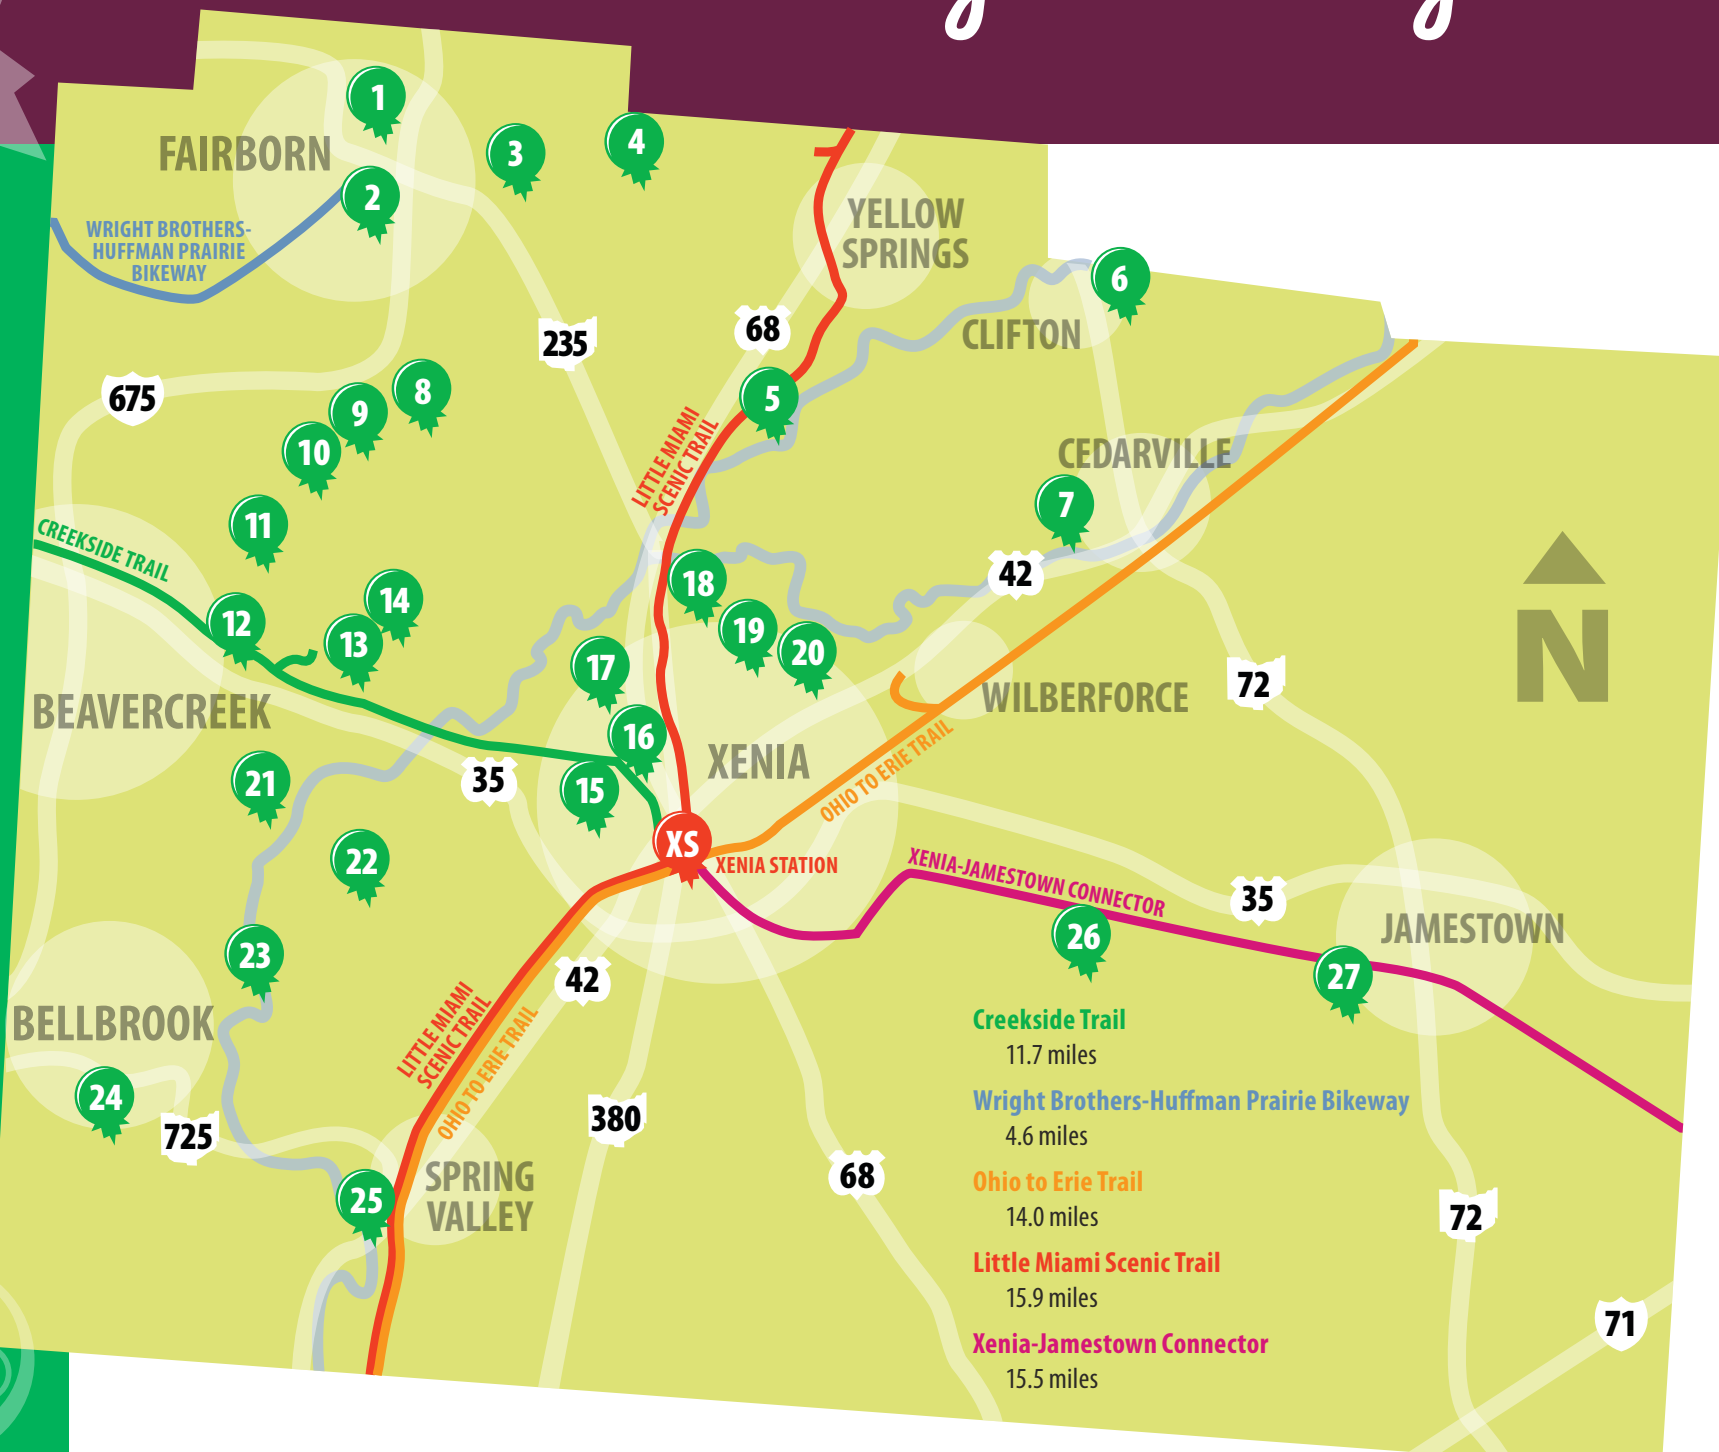 1
FAIRBORN
3
4
2
WRIGHT BROTHERS-
HUFFMAN PRAIRIE
BIKEWAY
YELLOW
SPRINGS
6
CLIFTON
235
68
675
8
5
9
10
LITTLE MIAMI
SCENIC TRAIL
CEDARVILLE
7
11
CREEKSIDE TRAIL
42
N
18
14
12
13
19
20
17
72
WILBERFORCE
BEAVERCREEK
16
XENIA
21
35
15
OHIO TO ERIE TRAIL
XS
XENIA STATION
22
XENIA-JAMESTOWN CONNECTOR
35
JAMESTOWN
26
23
27
42
BELLBROOK
LITTLE MIAMI
SCENIC TRAIL
OHIO TO ERIE TRAIL
24
725
380
SPRING
VALLEY
25
68
72
71
Creekside Trail
11.7 miles
Wright Brothers-Huffman Prairie Bikeway
4.6 miles
Ohio to Erie Trail
14.0 miles
Little Miami Scenic Trail
15.9 miles
Xenia-Jamestown Connector
15.5 miles